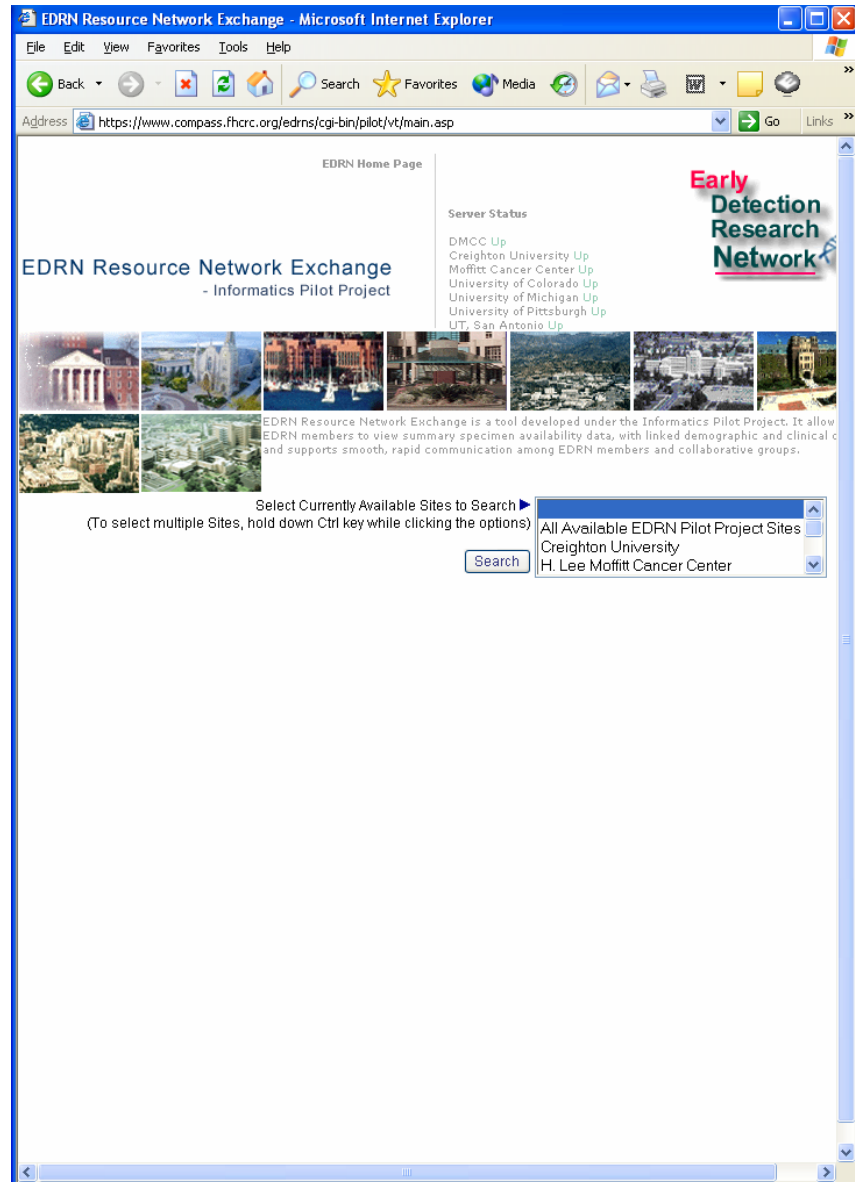 EDRN Resource Network Exchange - Microsoft Internet Explorer
File Edit View Favorites Tools Help
Back Search Favorites Media
Address https://www.compass.fhcrc.org/edrns/cgi-bin/pilot/vt/main.asp Go Links
EDRN Home Page
Early
Detection
Research
Network
Server Status
DMCC Up
Creighton University Up
Moffitt Cancer Center Up
University of Colorado Up
University of Michigan Up
University of Pittsburgh Up
UT, San Antonio Up
EDRN Resource Network Exchange
- Informatics Pilot Project
EDRN Resource Network Exchange is a tool developed under the Informatics Pilot Project. It allow
EDRN members to view summary specimen availability data, with linked demographic and clinical c
and supports smooth, rapid communication among EDRN members and collaborative groups.
Select Currently Available Sites to Search
(To select multiple Sites, hold down Ctrl key while clicking the options)
Search
All Available EDRN Pilot Project Sites
Creighton University
H. Lee Moffitt Cancer Center